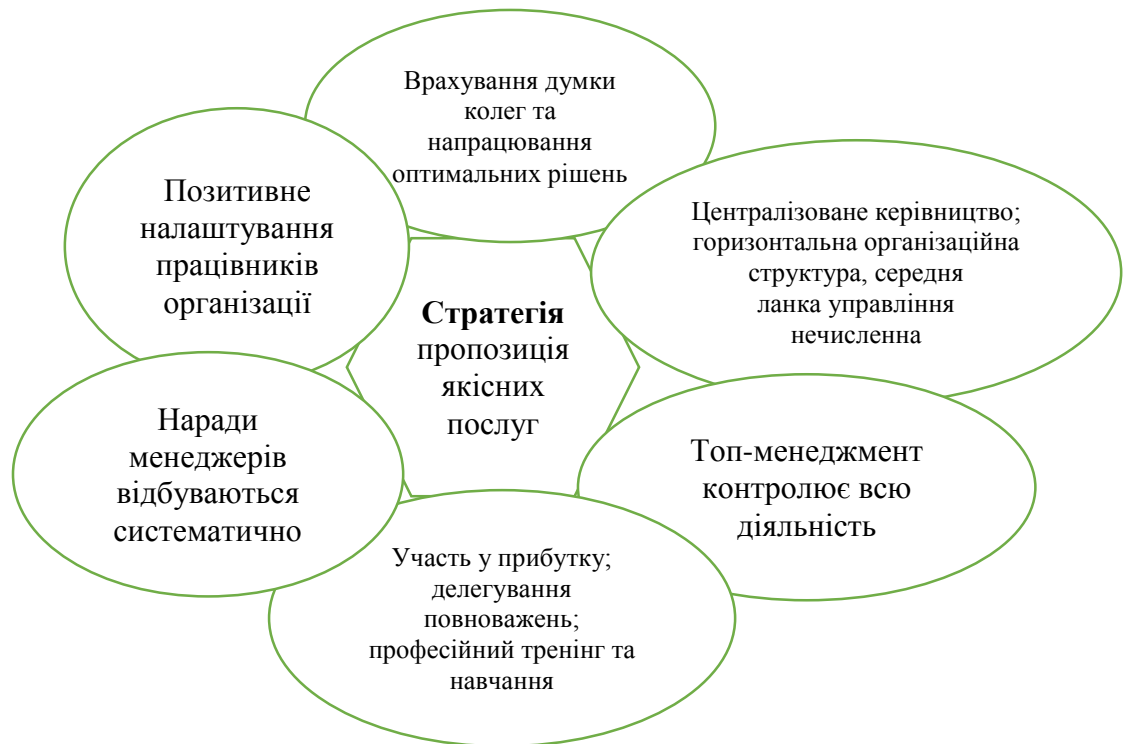 Врахування думки
колег та
напрацювання
оптимальних рішень
Позитивне
налаштування
працівників
організації
Централізоване керівництво;
горизонтальна організаційна
структура, середня
ланка управління
нечисленна
Стратегія
пропозиція
якісних
послуг
Наради
менеджерів
відбуваються
систематично
Топ-менеджмент
контролює всю
діяльність
Участь у прибутку;
делегування
повноважень;
професійний тренінг та
навчання